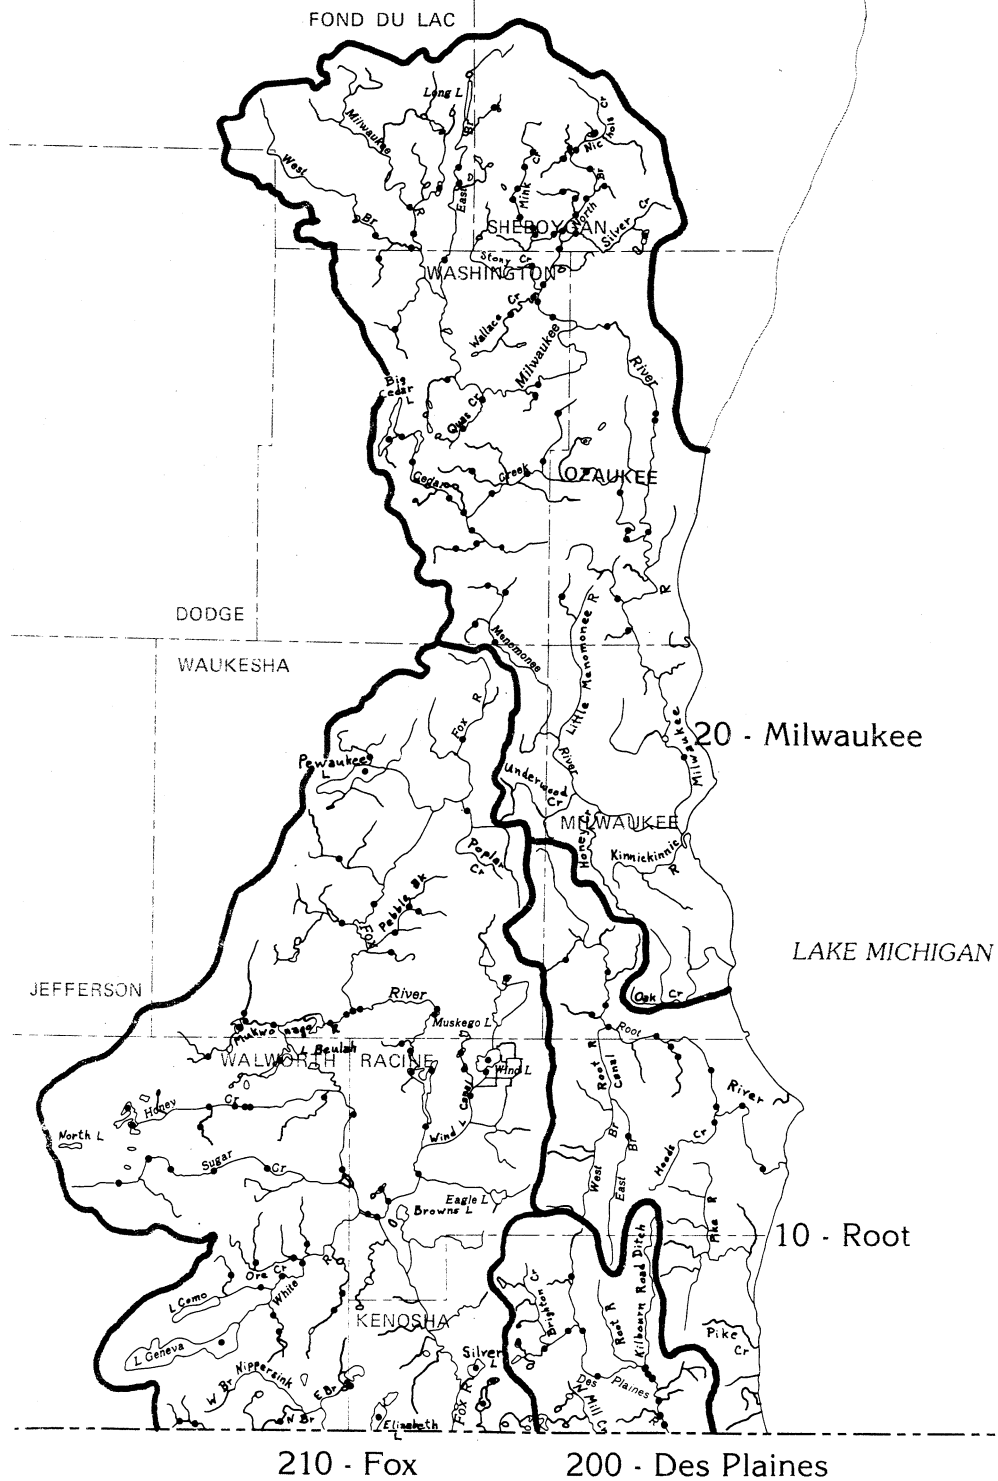 FOND DU LAC
Long L
Milwaukee
Br
Nichols Cr
West
Br
R
East
Mink Cr
North Br
Silver Cr
SHEBOYGAN
Stony Cr
WASHINGTON
Wallace Cr
Milwaukee
River
Big Cedar L
Quas Cr
Cedar
Creek
OZAUKEE
R
DODGE
Menomonee
Little Menomonee R
WAUKESHA
Fox R
Milwaukee
20 - Milwaukee
Pewaukee L
River
Underwood Cr
MILWAUKEE
Honey
Kinnickinnic R
Poplar Cr
Pebble Bk
Fox
LAKE MICHIGAN
JEFFERSON
River
Oak Cr
Mukwonago R
Muskego L
Root
L Beulah
WALWORTH
RACINE
Wind L
Root R
Canal
River
Honey Cr
Wind L Canal
North L
Hoods Cr
Sugar Cr
West Br
East Br
Eagle L
Browns L
Pike R
10 - Root
Ore Cr
White R
L Como
Brighton Cr
Root R
Kilbourn Road Ditch
KENOSHA
L Geneva
Silver L
Pike Cr
W Br Nippersink
E Br
N Br
Elizabeth L
Fox R
Des Plaines R
N Mill Cr
210 - Fox
200 - Des Plaines